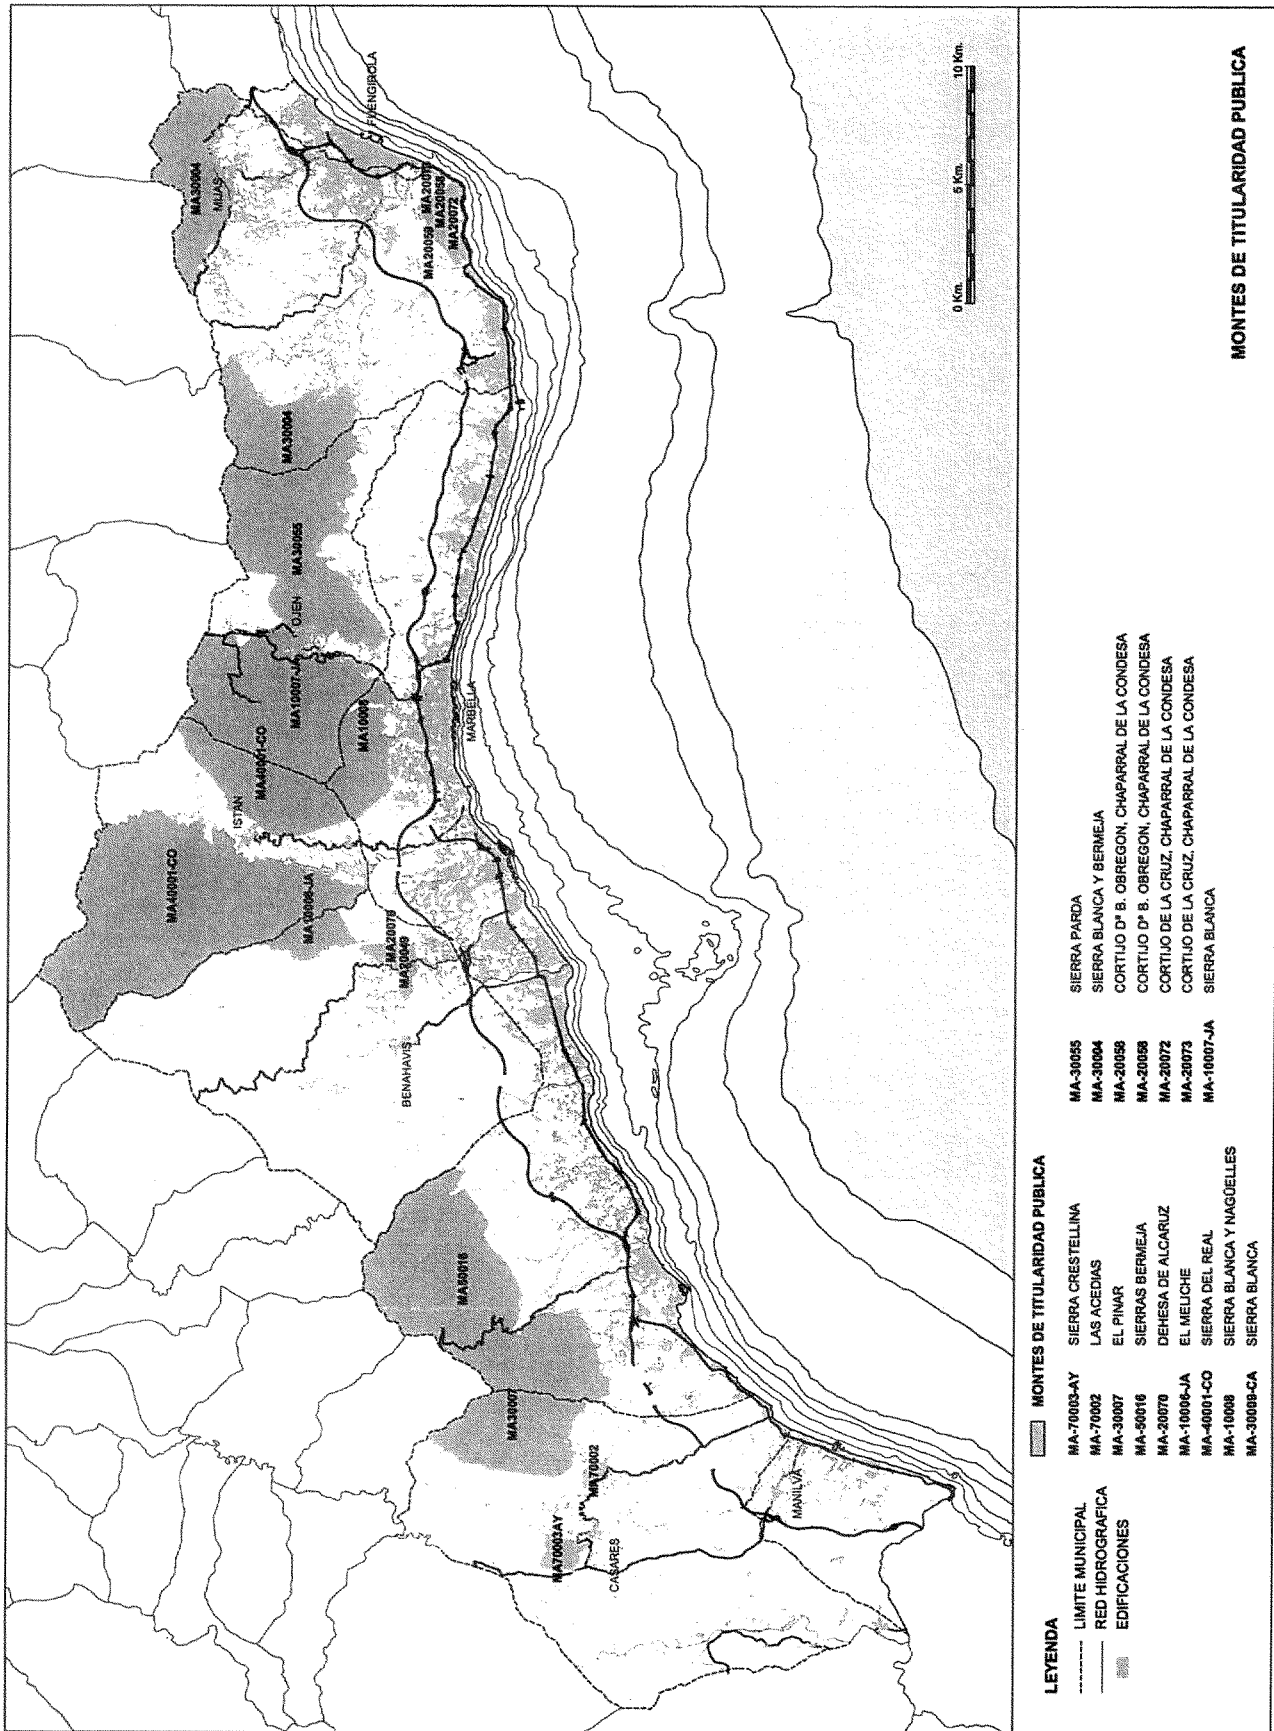 MA30004
MIJAS
FUENGIROLA
MA20059
MA20073
MA20058
MA20072
MA30004
MA30055
OJEN
MA10007-JA
MA40001-CO
MA10008
ISTAN
MARBELLA
MA40001-CO
MA10006-JA
MA20049
BENAHAVIS
MA50016
MA30007
MA70002
MA70003AY
CASARES
MANILVA
0 Km. 5 Km. 10 Km.
LEYENDA
LIMITE MUNICIPAL
RED HIDROGRAFICA
EDIFICACIONES
MONTES DE TITULARIDAD PUBLICA
MA-70003-AY SIERRA CRESTELLINA
MA-70002 LAS ACEDIAS
MA-30007 EL PINAR
MA-50016 SIERRAS BERMEJA
MA-20070 DEHESA DE ALCARUZ
MA-10006-JA EL MELICHE
MA-40001-CO SIERRA DEL REAL
MA-10008 SIERRA BLANCA Y NAGÜELLES
MA-30009-CA SIERRA BLANCA
MA-30055 SIERRA PARDA
MA-30004 SIERRA BLANCA Y BERMEJA
MA-20058 CORTIJO Dª B. OBREGON, CHAPARRAL DE LA CONDESA
MA-20058 CORTIJO Dª B. OBREGON, CHAPARRAL DE LA CONDESA
MA-20072 CORTIJO DE LA CRUZ, CHAPARRAL DE LA CONDESA
MA-20073 CORTIJO DE LA CRUZ, CHAPARRAL DE LA CONDESA
MA-10007-JA SIERRA BLANCA
MONTES DE TITULARIDAD PUBLICA